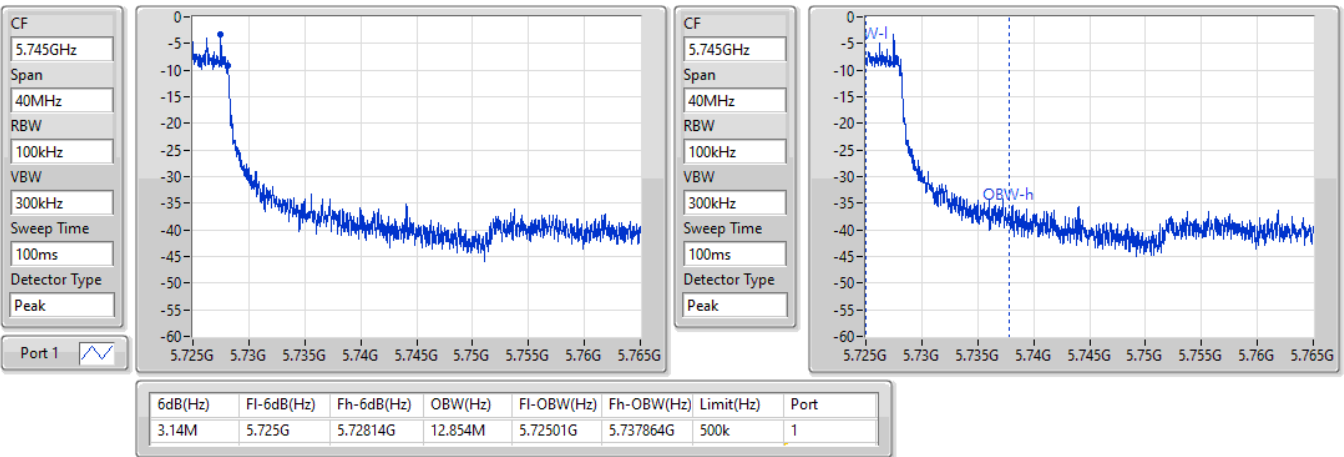 CF
5.745GHz
Span
40MHz
RBW
100kHz
VBW
300kHz
Sweep Time
100ms
Detector Type
Peak
Port 1
0-
-5-
-10-
-15-
-20-
-25-
-30-
-35-
-40-
-45-
-50-
-55-
-60-
5.725G 5.73G 5.735G 5.74G 5.745G 5.75G 5.755G 5.76G 5.765G
CF
5.745GHz
Span
40MHz
RBW
100kHz
VBW
300kHz
Sweep Time
100ms
Detector Type
Peak
0-
-5-
-10-
-15-
-20-
-25-
-30-
-35-
-40-
-45-
-50-
-55-
-60-
W-l
OBW-h
5.725G 5.73G 5.735G 5.74G 5.745G 5.75G 5.755G 5.76G 5.765G
6dB(Hz) Fl-6dB(Hz) Fh-6dB(Hz) OBW(Hz) Fl-OBW(Hz) Fh-OBW(Hz) Limit(Hz) Port
3.14M 5.725G 5.72814G 12.854M 5.72501G 5.737864G 500k 1